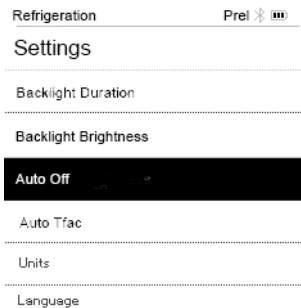 Refrigeration Prel
Settings
Backlight Duration
Backlight Brightness
Auto Off
Auto Tfac
Units
Language